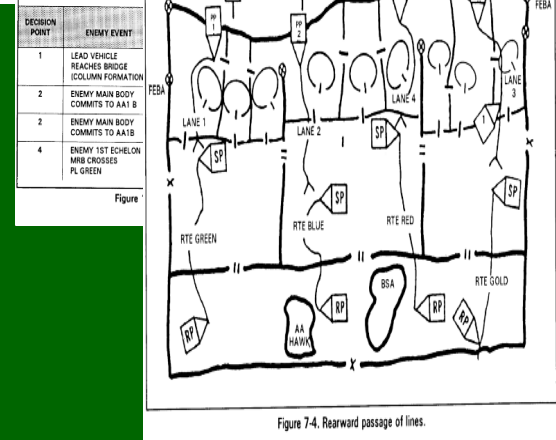 DECISION
POINT
ENEMY EVENT
1
LEAD VEHICLE
REACHES BRIDGE
(COLUMN FORMATION
2
ENEMY MAIN BODY
COMMITS TO AA1 B
2
ENEMY MAIN BODY
COMMITS TO AA1B
4
ENEMY 1ST ECHELON
MRB CROSSES
PL GREEN
Figure
FEBA
PP
1
PP
2
FEBA
LANE
3
LANE 4
LANE 1
LANE 2
1
SP
SP
SP
SP
RTE GREEN
RTE BLUE
RTE RED
RTE GOLD
BSA
AA
HAWK
RP
RP
RP
RP
Figure 7-4. Rearward passage of lines.